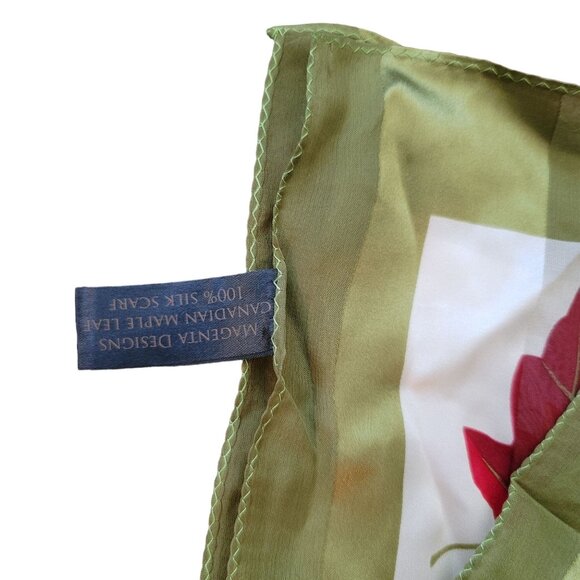 MAGENTA DESIGNS
CANADIAN MAPLE LEAF
100% SILK SCARF